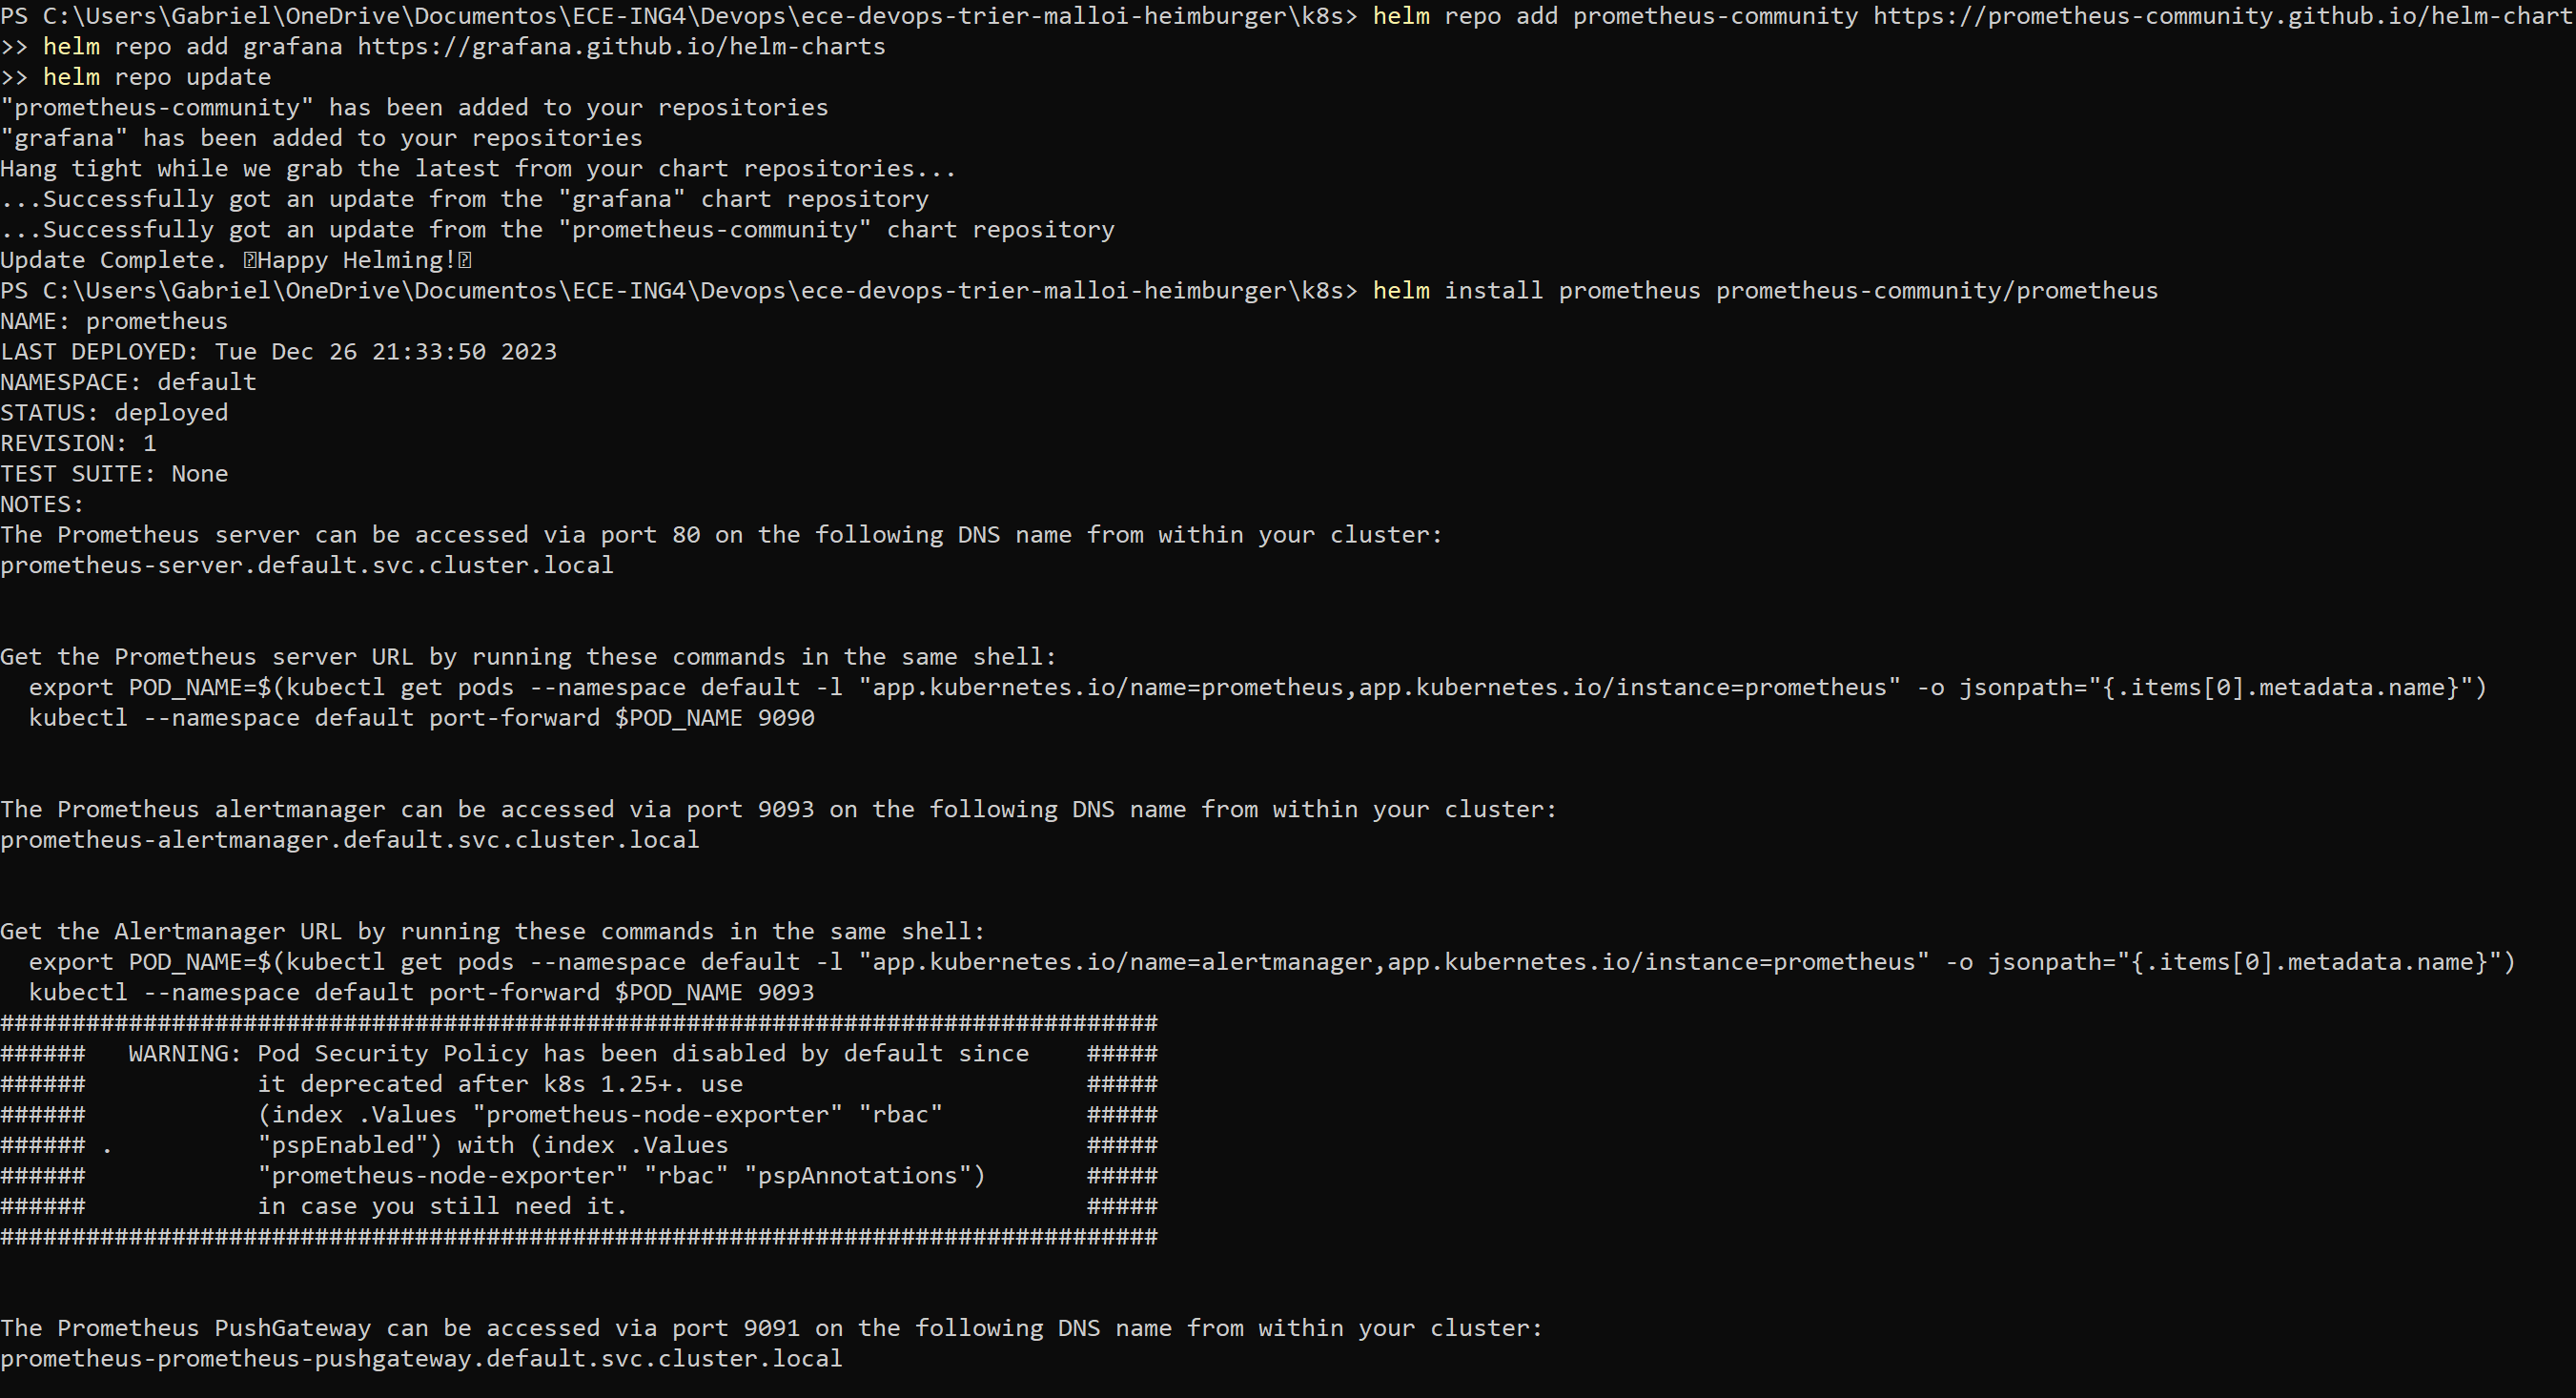 PS C:\Users\Gabriel\OneDrive\Documentos\ECE-ING4\Devops\ece-devops-trier-malloi-heimburger\k8s> helm repo add prometheus-community https://prometheus-community.github.io/helm-chart
>> helm repo add grafana https://grafana.github.io/helm-charts
>> helm repo update
"prometheus-community" has been added to your repositories
"grafana" has been added to your repositories
Hang tight while we grab the latest from your chart repositories...
...Successfully got an update from the "grafana" chart repository
...Successfully got an update from the "prometheus-community" chart repository
Update Complete. ⍰Happy Helming!⍰
PS C:\Users\Gabriel\OneDrive\Documentos\ECE-ING4\Devops\ece-devops-trier-malloi-heimburger\k8s> helm install prometheus prometheus-community/prometheus
NAME: prometheus
LAST DEPLOYED: Tue Dec 26 21:33:50 2023
NAMESPACE: default
STATUS: deployed
REVISION: 1
TEST SUITE: None
NOTES:
The Prometheus server can be accessed via port 80 on the following DNS name from within your cluster:
prometheus-server.default.svc.cluster.local
Get the Prometheus server URL by running these commands in the same shell:
  export POD_NAME=$(kubectl get pods --namespace default -l "app.kubernetes.io/name=prometheus,app.kubernetes.io/instance=prometheus" -o jsonpath="{.items[0].metadata.name}")
  kubectl --namespace default port-forward $POD_NAME 9090
The Prometheus alertmanager can be accessed via port 9093 on the following DNS name from within your cluster:
prometheus-alertmanager.default.svc.cluster.local
Get the Alertmanager URL by running these commands in the same shell:
  export POD_NAME=$(kubectl get pods --namespace default -l "app.kubernetes.io/name=alertmanager,app.kubernetes.io/instance=prometheus" -o jsonpath="{.items[0].metadata.name}")
  kubectl --namespace default port-forward $POD_NAME 9093
#################################################################################
######   WARNING: Pod Security Policy has been disabled by default since    #####
######            it deprecated after k8s 1.25+. use                        #####
######            (index .Values "prometheus-node-exporter" "rbac"          #####
###### .          "pspEnabled") with (index .Values                         #####
######            "prometheus-node-exporter" "rbac" "pspAnnotations")       #####
######            in case you still need it.                                #####
#################################################################################
The Prometheus PushGateway can be accessed via port 9091 on the following DNS name from within your cluster:
prometheus-prometheus-pushgateway.default.svc.cluster.local